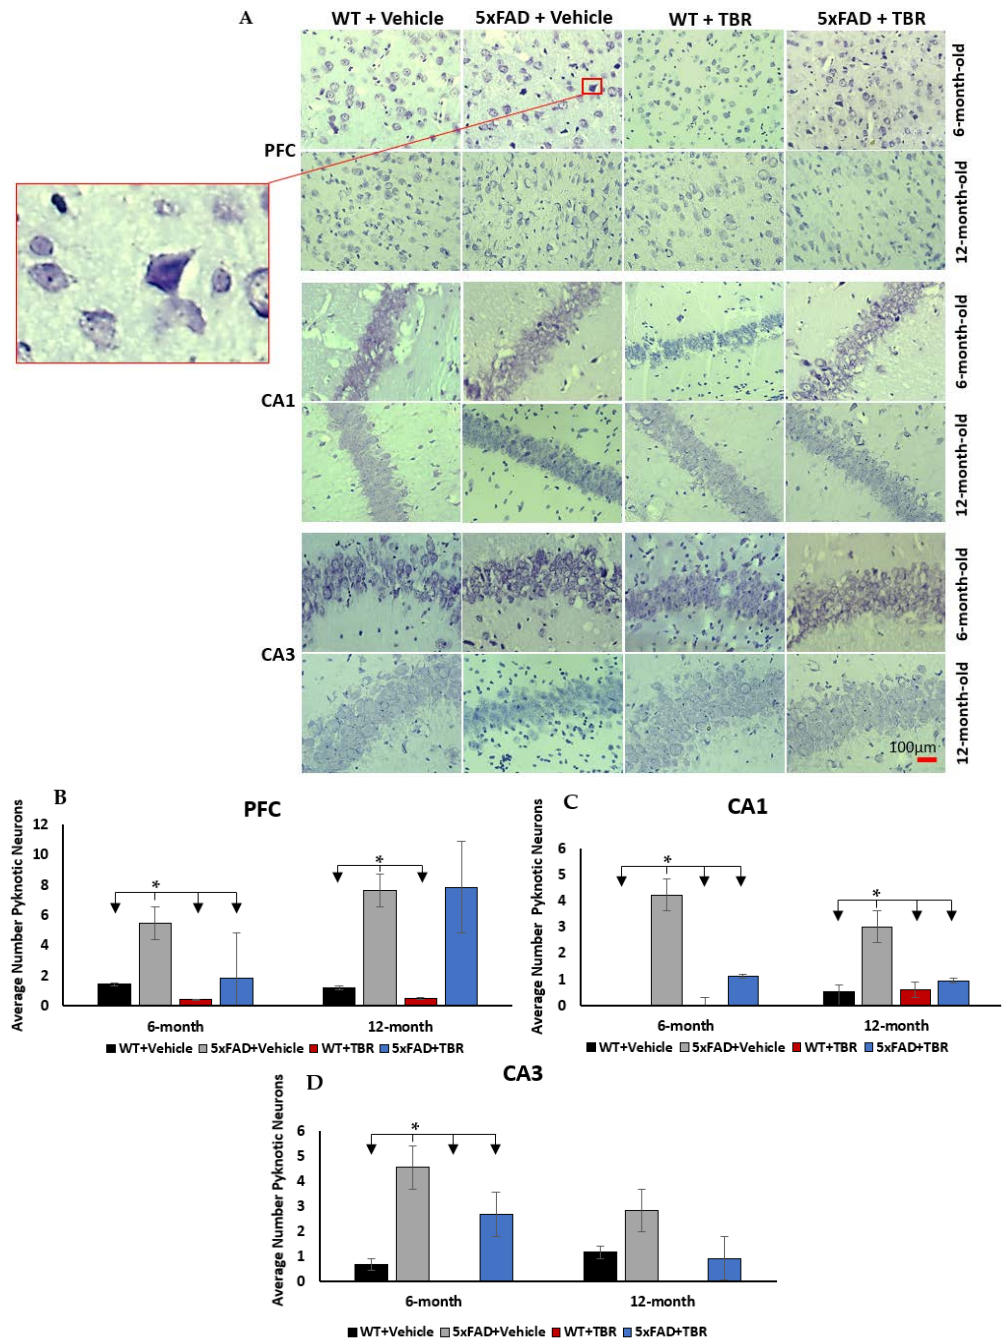 A
WT + Vehicle
5xFAD + Vehicle
WT + TBR
5xFAD + TBR
6-month-old
PFC
12-month-old
6-month-old
CA1
12-month-old
6-month-old
CA3
12-month-old
100µm
B
PFC
Average Number Pyknotic Neurons
12
10
8
6
4
2
0
*
*
6-month
12-month
WT+Vehicle 5xFAD+Vehicle WT+TBR 5xFAD+TBR
C
CA1
Average Number Pyknotic Neurons
6
5
4
3
2
1
0
*
*
6-month
12-month
WT+Vehicle 5xFAD+Vehicle WT+TBR 5xFAD+TBR
D
CA3
Average Number Pyknotic Neurons
6
5
4
3
2
1
0
*
6-month
12-month
WT+Vehicle 5xFAD+Vehicle WT+TBR 5xFAD+TBR